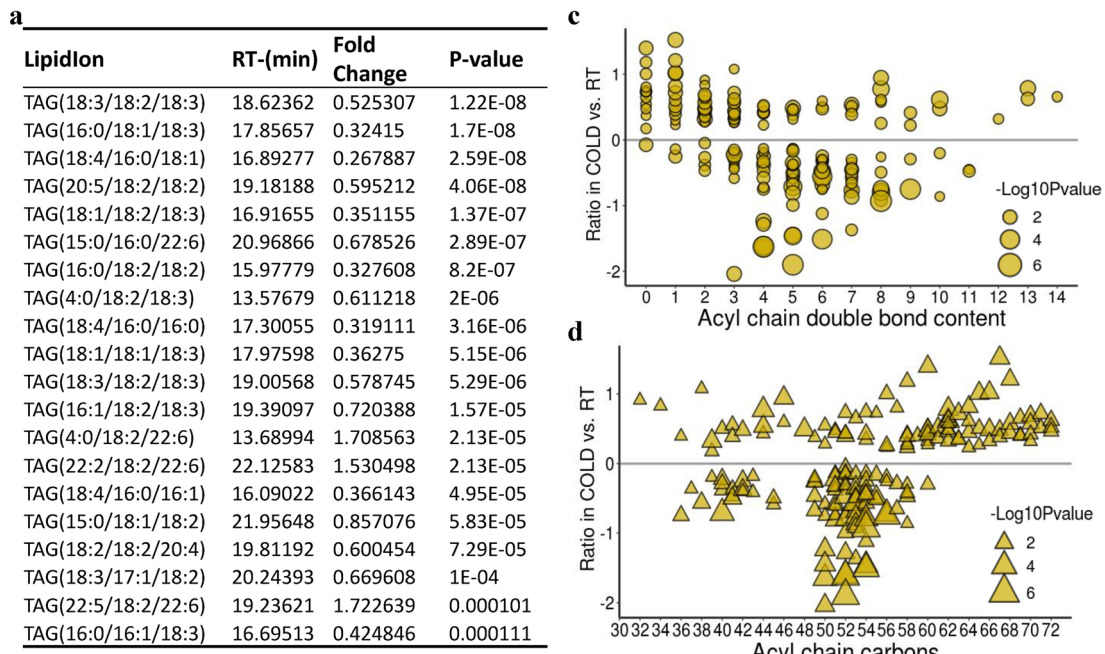 a
LipidIon RT-(min) Fold Change P-value
TAG(18:3/18:2/18:3) 18.62362 0.525307 1.22E-08
TAG(16:0/18:1/18:3) 17.85657 0.32415 1.7E-08
TAG(18:4/16:0/18:1) 16.89277 0.267887 2.59E-08
TAG(20:5/18:2/18:2) 19.18188 0.595212 4.06E-08
TAG(18:1/18:2/18:3) 16.91655 0.351155 1.37E-07
TAG(15:0/16:0/22:6) 20.96866 0.678526 2.89E-07
TAG(16:0/18:2/18:2) 15.97779 0.327608 8.2E-07
TAG(4:0/18:2/18:3) 13.57679 0.611218 2E-06
TAG(18:4/16:0/16:0) 17.30055 0.319111 3.16E-06
TAG(18:1/18:1/18:3) 17.97598 0.36275 5.15E-06
TAG(18:3/18:2/18:3) 19.00568 0.578745 5.29E-06
TAG(16:1/18:2/18:3) 19.39097 0.720388 1.57E-05
TAG(4:0/18:2/22:6) 13.68994 1.708563 2.13E-05
TAG(22:2/18:2/22:6) 22.12583 1.530498 2.13E-05
TAG(18:4/16:0/16:1) 16.09022 0.366143 4.95E-05
TAG(15:0/18:1/18:2) 21.95648 0.857076 5.83E-05
TAG(18:2/18:2/20:4) 19.81192 0.600454 7.29E-05
TAG(18:3/17:1/18:2) 20.24393 0.669608 1E-04
TAG(22:5/18:2/22:6) 19.23621 1.722639 0.000101
TAG(16:0/16:1/18:3) 16.69513 0.424846 0.000111
c
Ratio in COLD vs. RT
1
0
-1
-2
0 1 2 3 4 5 6 7 8 9 10 11 12 13 14
Acyl chain double bond content
-Log10Pvalue
2
4
6
d
Ratio in COLD vs. RT
1
0
-1
-2
30 32 34 36 38 40 42 44 46 48 50 52 54 56 58 60 62 64 66 68 70 72
Acyl chain carbons
-Log10Pvalue
2
4
6